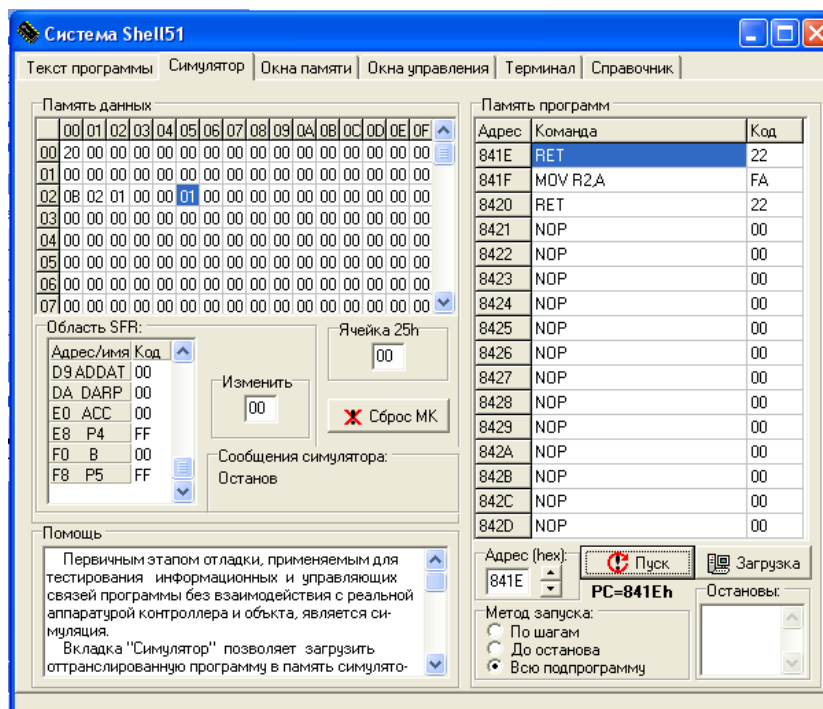 Система Shell51
Текст программы Симулятор Окна памяти Окна управления Терминал Справочник
Память данных
00 01 02 03 04 05 06 07 08 09 0A 0B 0C 0D 0E 0F
00 20 00 00 00 00 00 00 00 00 00 00 00 00 00 00 00
01 00 00 00 00 00 00 00 00 00 00 00 00 00 00 00 00
02 0B 02 01 00 00 01 00 00 00 00 00 00 00 00 00 00
03 00 00 00 00 00 00 00 00 00 00 00 00 00 00 00 00
04 00 00 00 00 00 00 00 00 00 00 00 00 00 00 00 00
05 00 00 00 00 00 00 00 00 00 00 00 00 00 00 00 00
06 00 00 00 00 00 00 00 00 00 00 00 00 00 00 00 00
07 00 00 00 00 00 00 00 00 00 00 00 00 00 00 00 00
Область SFR:
Адрес/имя Код
D9 ADDAT 00
DA DARP 00
E0 ACC 00
E8 P4 FF
F0 B 00
F8 P5 FF
Изменить
00
Ячейка 25h
00
Сброс МК
Сообщения симулятора:
Останов
Помощь
Первичным этапом отладки, применяемым для
тестирования информационных и управляющих
связей программы без взаимодействия с реальной
аппаратурой контроллера и объкта, является си-
муляция.
Вкладка "Симулятор" позволяет загрузить
оттранслированную программу в память симулято-
Память программ
Адрес Команда Код
841E RET 22
841F MOV R2,A FA
8420 RET 22
8421 NOP 00
8422 NOP 00
8423 NOP 00
8424 NOP 00
8425 NOP 00
8426 NOP 00
8427 NOP 00
8428 NOP 00
8429 NOP 00
842A NOP 00
842B NOP 00
842C NOP 00
842D NOP 00
Адрес (hex):
841E
Пуск
Загрузка
PC=841Eh
Метод запуска:
По шагам
До останова
Всю подпрограмму
Остановы: